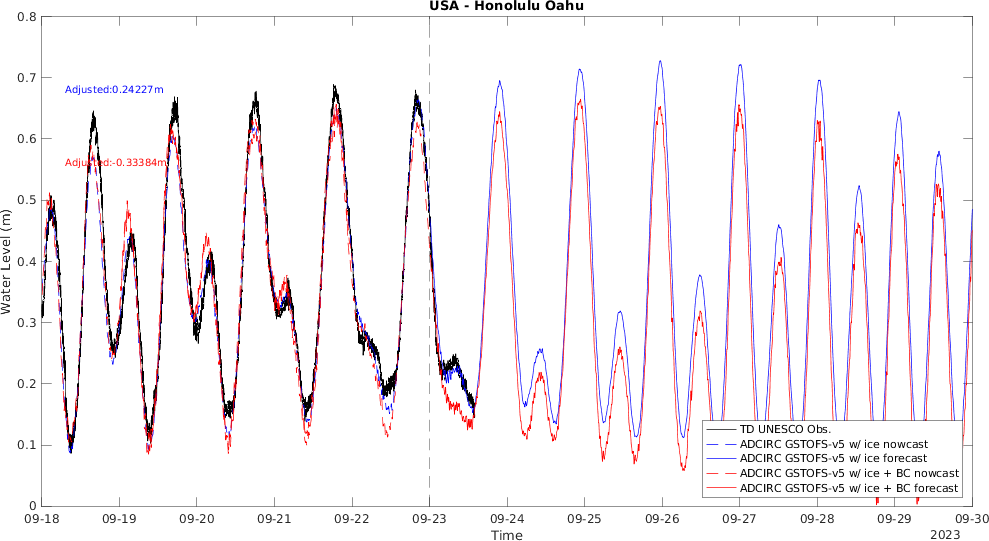 USA - Honolulu Oahu
0.8
0.7
0.6
0.5
0.4
0.3
0.2
0.1
0
Water Level (m)
Adjusted:0.24227m
Adjusted:-0.33384m
TD UNESCO Obs.
ADCIRC GSTOFS-v5 w/ ice nowcast
ADCIRC GSTOFS-v5 w/ ice forecast
ADCIRC GSTOFS-v5 w/ ice + BC nowcast
ADCIRC GSTOFS-v5 w/ ice + BC forecast
09-18 09-19 09-20 09-21 09-22 09-23 09-24 09-25 09-26 09-27 09-28 09-29 09-30
Time
2023